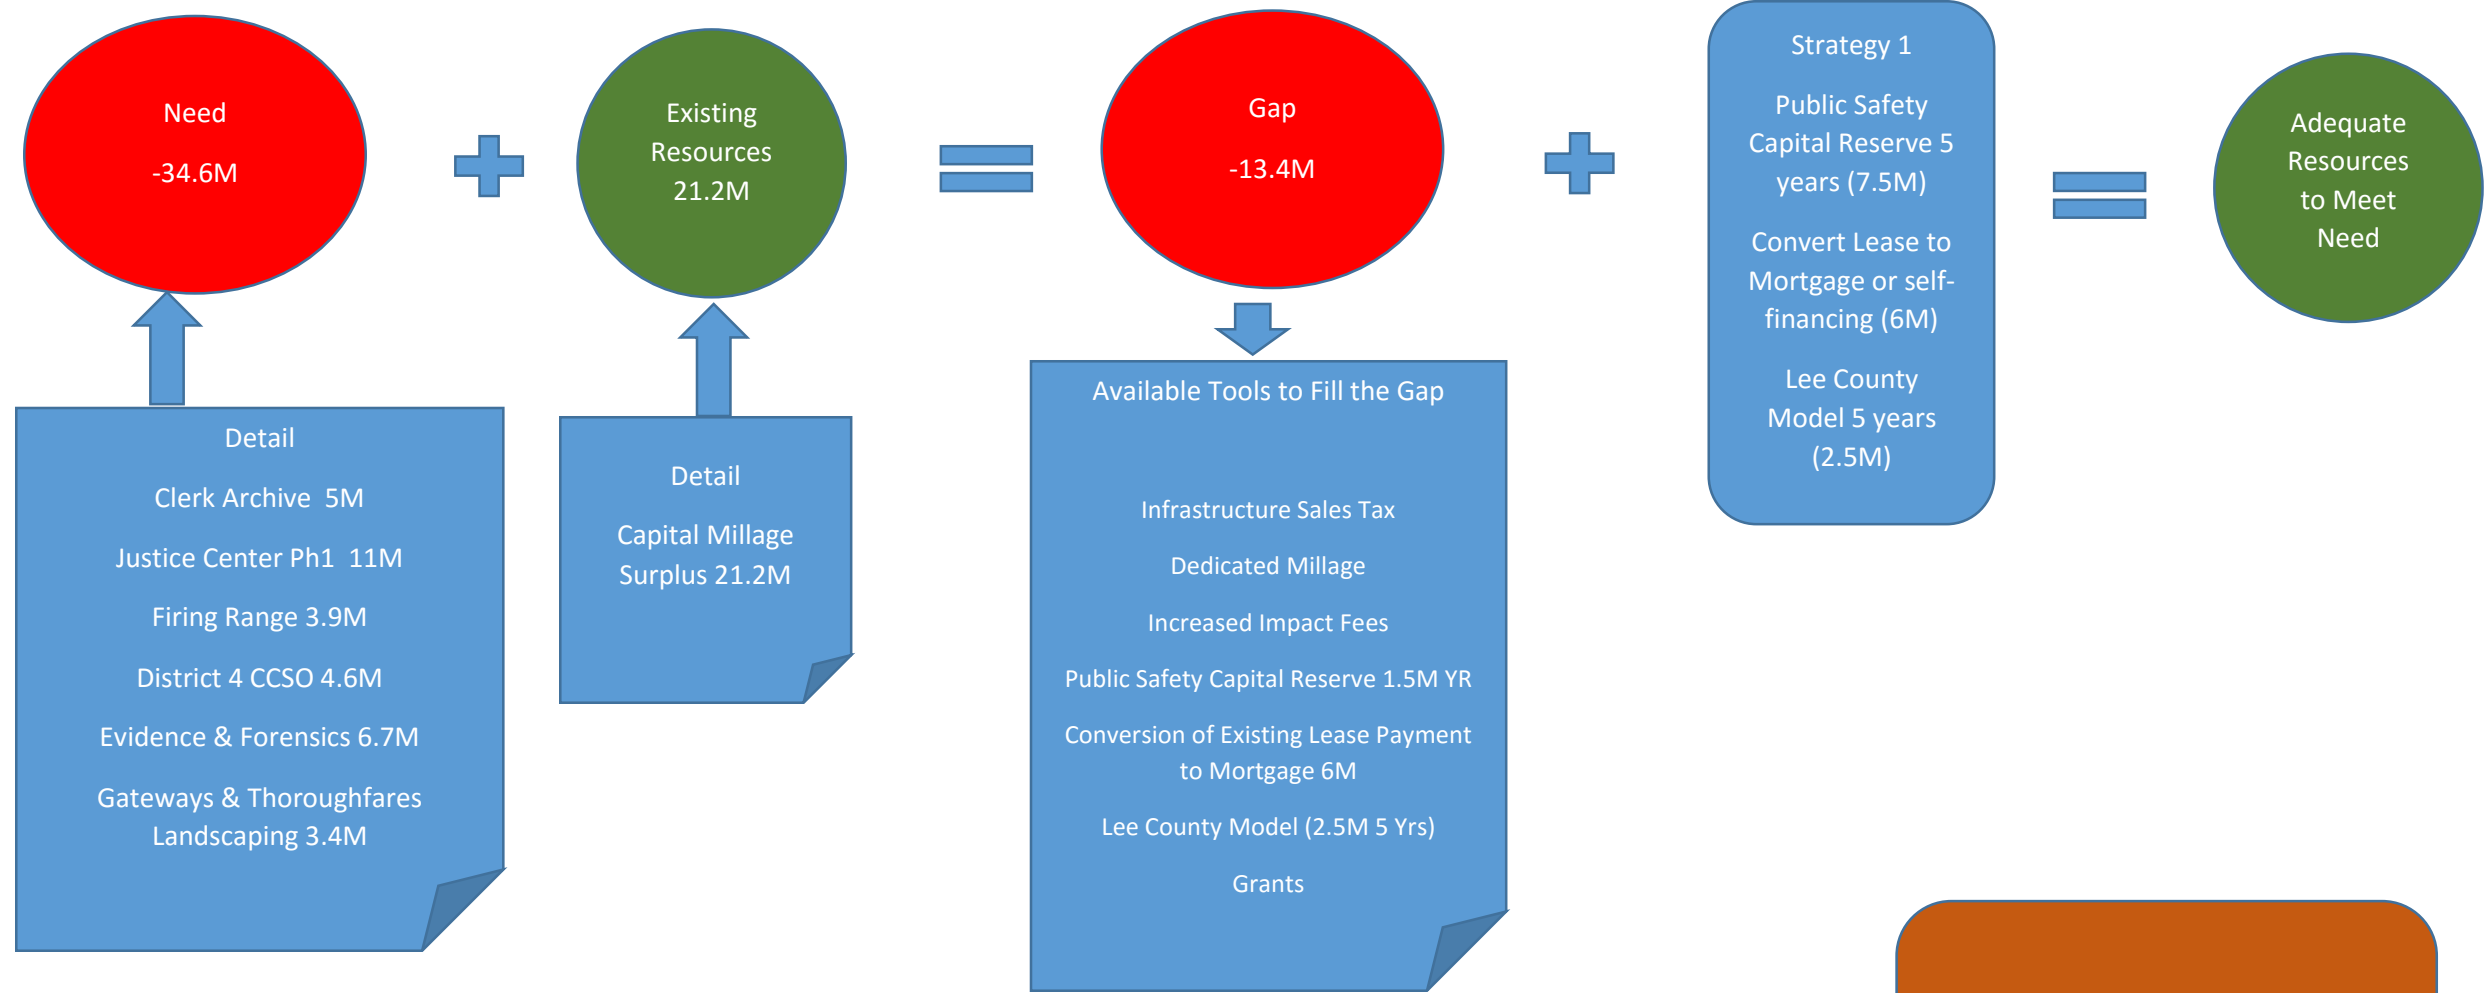 Need
-34.6M
Existing
Resources
21.2M
Gap
-13.4M
Strategy 1
Public Safety
Capital Reserve 5
years (7.5M)
Convert Lease to
Mortgage or self-
financing (6M)
Lee County
Model 5 years
(2.5M)
Adequate
Resources
to Meet
Need
Detail
Clerk Archive  5M
Justice Center Ph1  11M
Firing Range 3.9M
District 4 CCSO 4.6M
Evidence & Forensics 6.7M
Gateways & Thoroughfares
Landscaping 3.4M
Detail
Capital Millage
Surplus 21.2M
Available Tools to Fill the Gap
Infrastructure Sales Tax
Dedicated Millage
Increased Impact Fees
Public Safety Capital Reserve 1.5M YR
Conversion of Existing Lease Payment
to Mortgage 6M
Lee County Model (2.5M 5 Yrs)
Grants